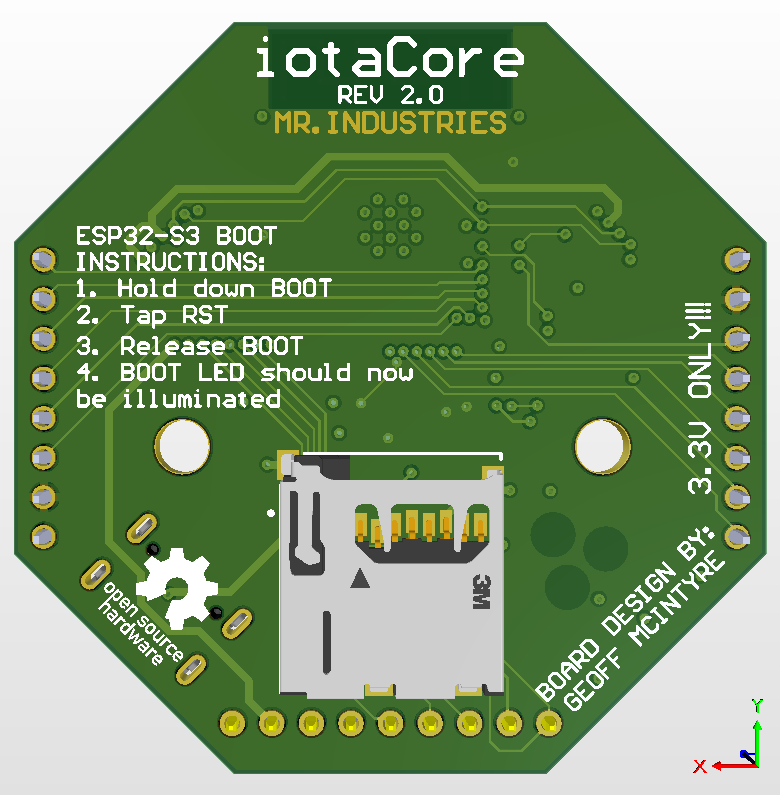 iotaCore
REV 2.0
MR.INDUSTRIES
ESP32-S3 BOOT
INSTRUCTIONS:
1. Hold down BOOT
2. Tap RST
3. Release BOOT
4. BOOT LED should now
be illuminated
3.3V ONLY!!!
3M
open source
hardware
BOARD DESIGN BY:
GEOFF MCINTYRE
Y
X